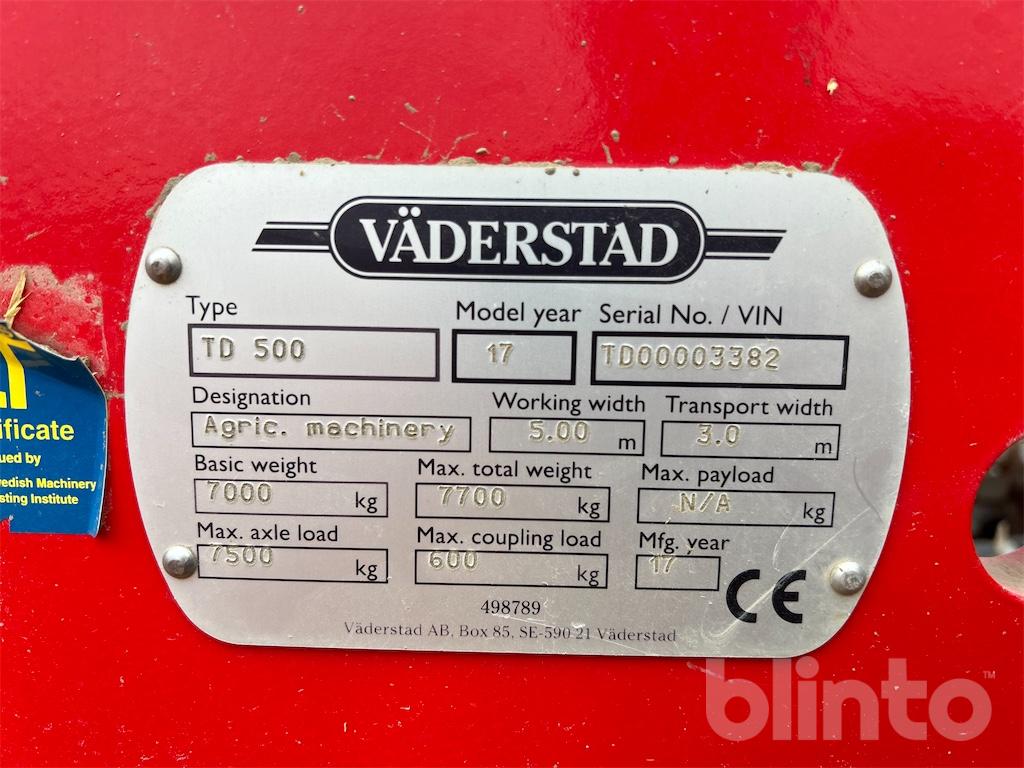 VÄDERSTAD
Type Model year Serial No. / VIN
TD 500 17 TD00003382
Designation Working width Transport width
Agric. machinery 5.00 m 3.0 m
Basic weight Max. total weight Max. payload
7000 kg 7700 kg N/A kg
Max. axle load Max. coupling load Mfg. year
7500 kg 600 kg 17
CE
498789
Väderstad AB, Box 85, SE-590 21 Väderstad
ificate
ued by
wedish Machinery
sting Institute
blinto™